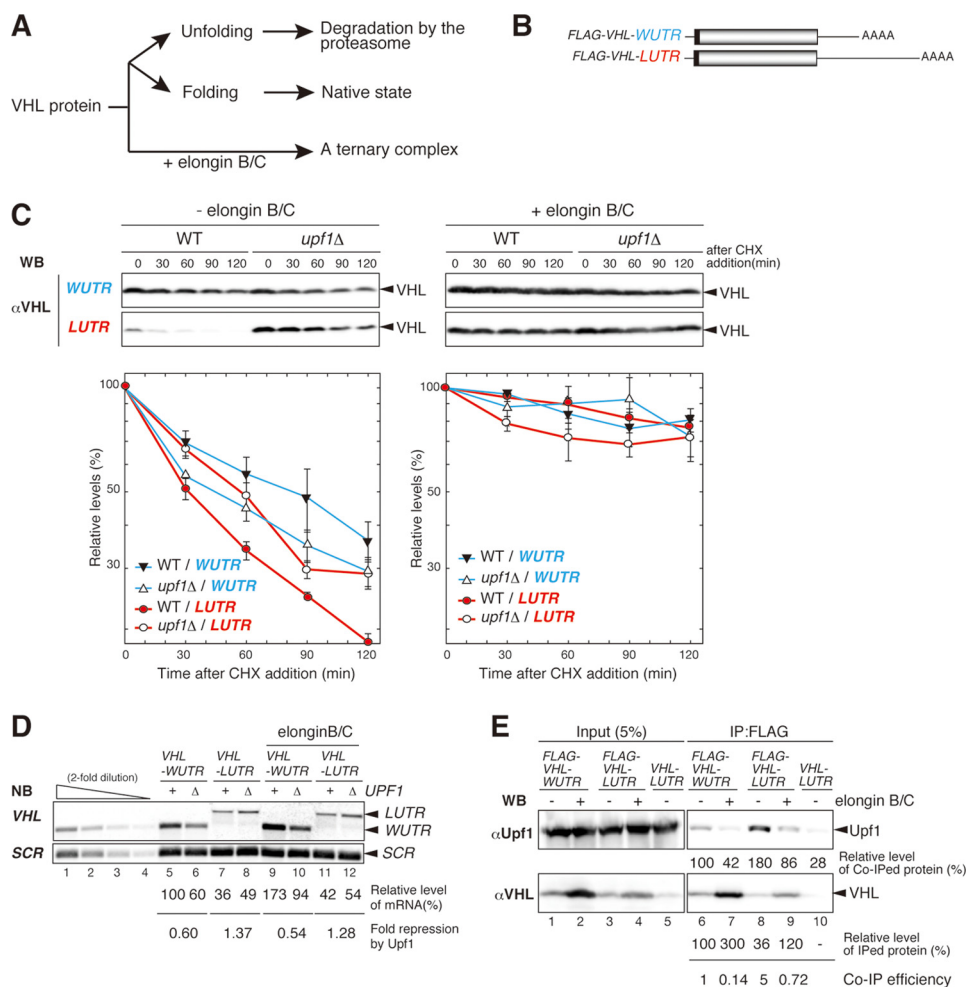 A
VHL protein
Unfolding
Degradation by the
proteasome
Folding
Native state
+ elongin B/C
A ternary complex
B
FLAG-VHL-WUTR
AAAA
FLAG-VHL-LUTR
AAAA
C
- elongin B/C
+ elongin B/C
WT
upf1Δ
WT
upf1Δ
after CHX
addition(min)
WB
0 30 60 90 120 0 30 60 90 120
0 30 60 90 120 0 30 60 90 120
αVHL
WUTR
VHL
VHL
LUTR
VHL
VHL
Relative levels (%)
100
50
30
WT / WUTR
upf1Δ / WUTR
WT / LUTR
upf1Δ / LUTR
0 30 60 90 120
Time after CHX addition (min)
Relative levels (%)
100
50
30
WT / WUTR
upf1Δ / WUTR
WT / LUTR
upf1Δ / LUTR
0 30 60 90 120
Time after CHX addition (min)
D
elonginB/C
VHL
-WUTR
VHL
-LUTR
VHL
-WUTR
VHL
-LUTR
(2-fold dilution)
NB
+ Δ + Δ + Δ + Δ UPF1
VHL
LUTR
WUTR
SCR
SCR
1 2 3 4 5 6 7 8 9 10 11 12
100 60 36 49 173 94 42 54
Relative level
of mRNA(%)
0.60 1.37 0.54 1.28
Fold repression
by Upf1
E
Input (5%)
IP:FLAG
FLAG-
VHL-
WUTR
FLAG-
VHL-
LUTR
VHL-
LUTR
FLAG-
VHL-
WUTR
FLAG-
VHL-
LUTR
VHL-
LUTR
WB
- + - + - - + - + - elongin B/C
αUpf1
Upf1
100 42 180 86 28
Relative level
of Co-IPed protein (%)
αVHL
VHL
1 2 3 4 5 6 7 8 9 10
100 300 36 120 -
Relative level
of IPed protein (%)
1 0.14 5 0.72
Co-IP efficiency